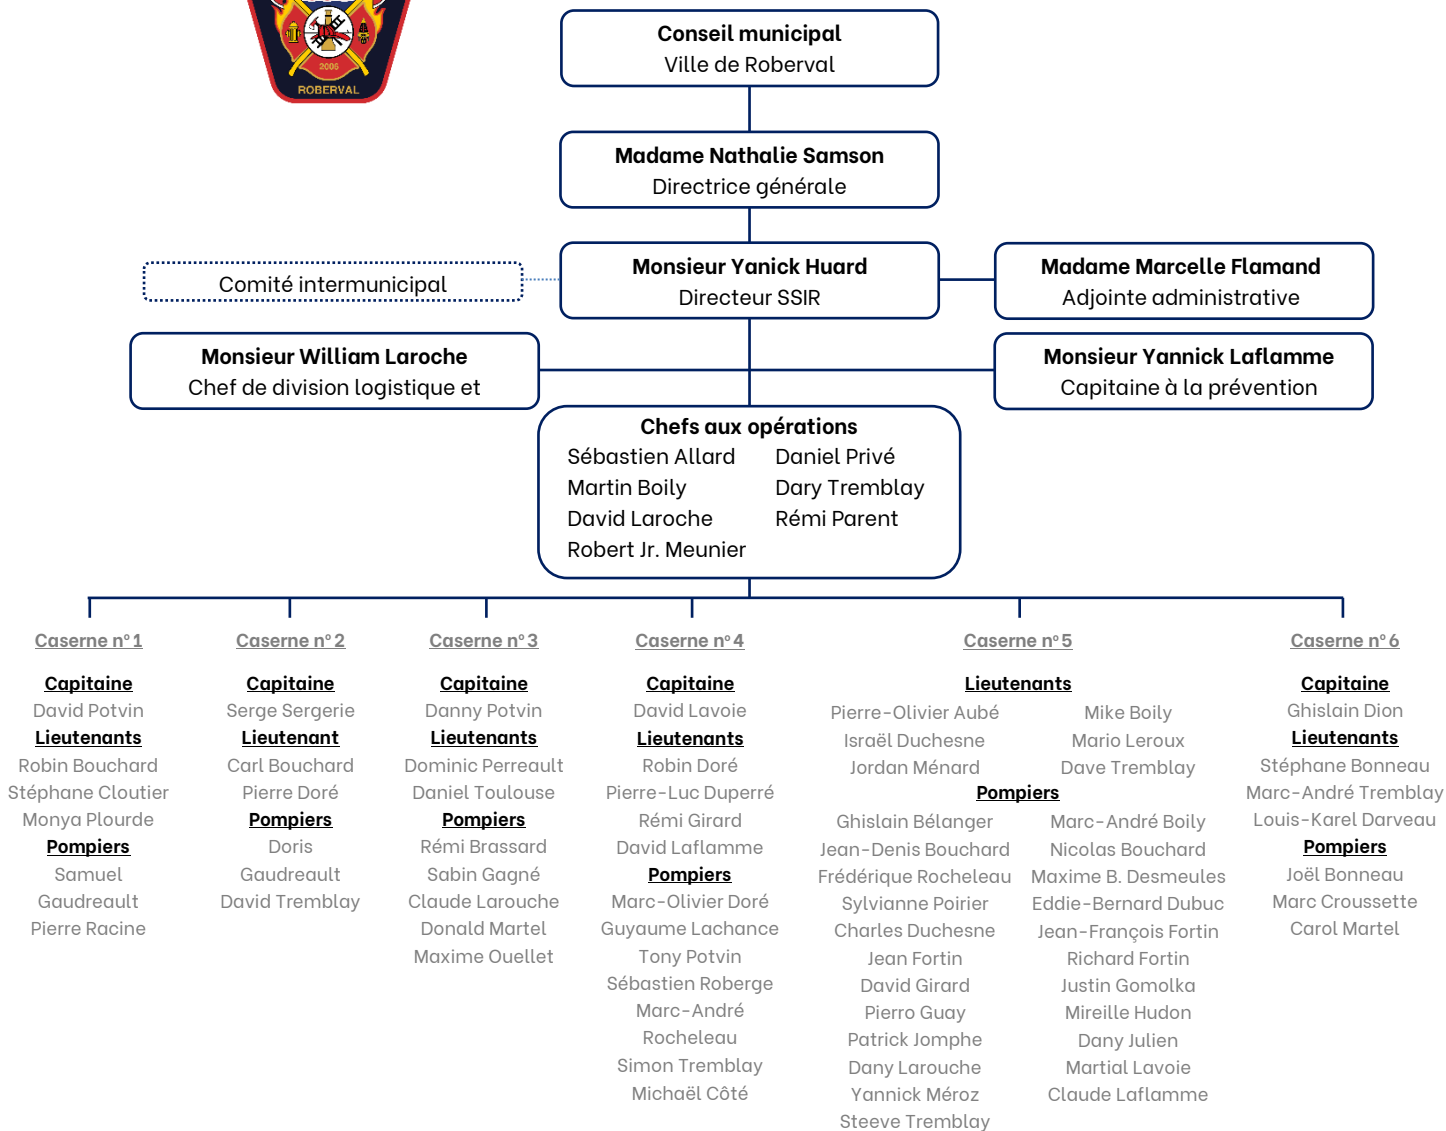 2006
ROBERVAL
Conseil municipal
Ville de Roberval
Madame Nathalie Samson
Directrice générale
Comité intermunicipal
Monsieur Yanick Huard
Directeur SSIR
Madame Marcelle Flamand
Adjointe administrative
Monsieur William Laroche
Chef de division logistique et
Monsieur Yannick Laflamme
Capitaine à la prévention
Chefs aux opérations
Sébastien Allard
Martin Boily
David Laroche
Robert Jr. Meunier
Daniel Privé
Dary Tremblay
Rémi Parent
Caserne n° 1
Capitaine
David Potvin
Lieutenants
Robin Bouchard
Stéphane Cloutier
Monya Plourde
Pompiers
Samuel
Gaudreault
Pierre Racine
Caserne n° 2
Capitaine
Serge Sergerie
Lieutenant
Carl Bouchard
Pierre Doré
Pompiers
Doris
Gaudreault
David Tremblay
Caserne n° 3
Capitaine
Danny Potvin
Lieutenants
Dominic Perreault
Daniel Toulouse
Pompiers
Rémi Brassard
Sabin Gagné
Claude Larouche
Donald Martel
Maxime Ouellet
Caserne n° 4
Capitaine
David Lavoie
Lieutenants
Robin Doré
Pierre-Luc Duperré
Rémi Girard
David Laflamme
Pompiers
Marc-Olivier Doré
Guyaume Lachance
Tony Potvin
Sébastien Roberge
Marc-André
Rocheleau
Simon Tremblay
Michaël Côté
Caserne n° 5
Lieutenants
Pierre-Olivier Aubé
Israël Duchesne
Jordan Ménard
Mike Boily
Mario Leroux
Dave Tremblay
Pompiers
Ghislain Bélanger
Jean-Denis Bouchard
Frédérique Rocheleau
Sylvianne Poirier
Charles Duchesne
Jean Fortin
David Girard
Pierro Guay
Patrick Jomphe
Dany Larouche
Yannick Méroz
Steeve Tremblay
Marc-André Boily
Nicolas Bouchard
Maxime B. Desmeules
Eddie-Bernard Dubuc
Jean-François Fortin
Richard Fortin
Justin Gomolka
Mireille Hudon
Dany Julien
Martial Lavoie
Claude Laflamme
Caserne n° 6
Capitaine
Ghislain Dion
Lieutenants
Stéphane Bonneau
Marc-André Tremblay
Louis-Karel Darveau
Pompiers
Joël Bonneau
Marc Croussette
Carol Martel